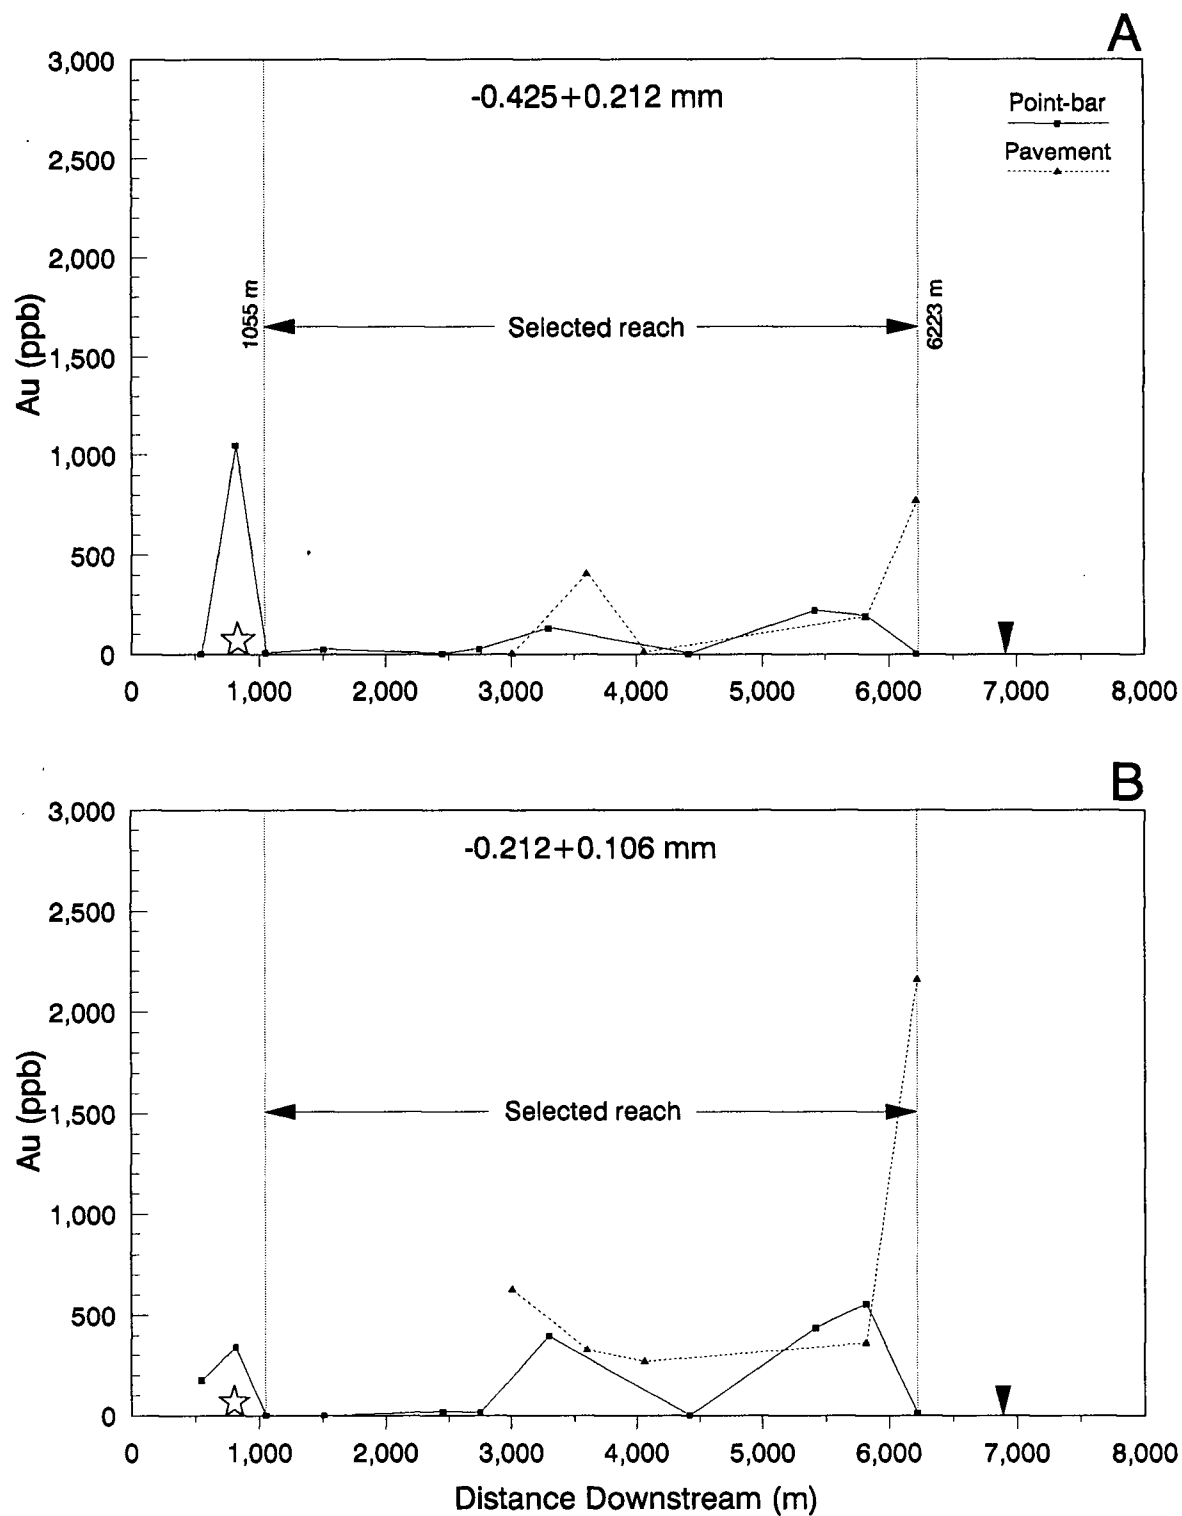 A
3,000
-0.425+0.212 mm
Point-bar
Pavement
2,500
2,000
1055 m
6223 m
Selected reach
1,500
Au (ppb)
1,000
500
0
0 1,000 2,000 3,000 4,000 5,000 6,000 7,000 8,000
B
3,000
-0.212+0.106 mm
2,500
2,000
Au (ppb)
1,500
Selected reach
1,000
500
0
0 1,000 2,000 3,000 4,000 5,000 6,000 7,000 8,000
Distance Downstream (m)